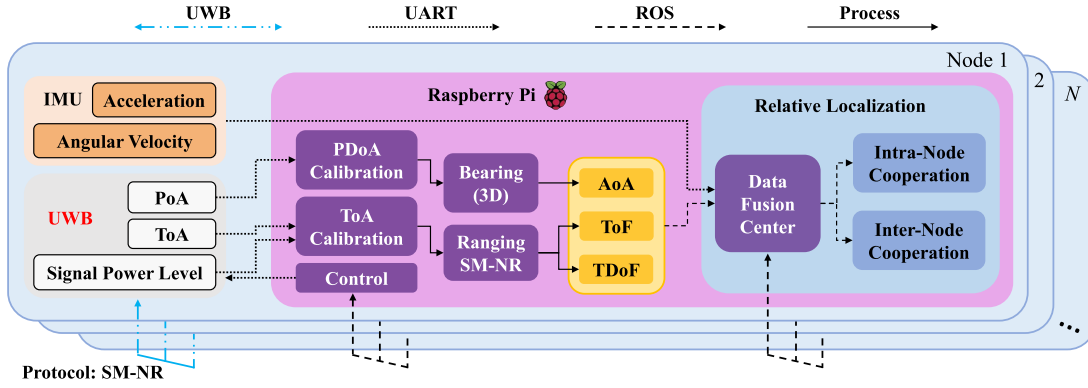 UWB
UART
ROS
Process
Node 1
2
N
IMU
Acceleration
Angular Velocity
UWB
PoA
ToA
Signal Power Level
Raspberry Pi
PDoA
Calibration
ToA
Calibration
Control
Bearing
(3D)
Ranging
SM-NR
AoA
ToF
TDoF
Relative Localization
Data
Fusion
Center
Intra-Node
Cooperation
Inter-Node
Cooperation
Protocol: SM-NR